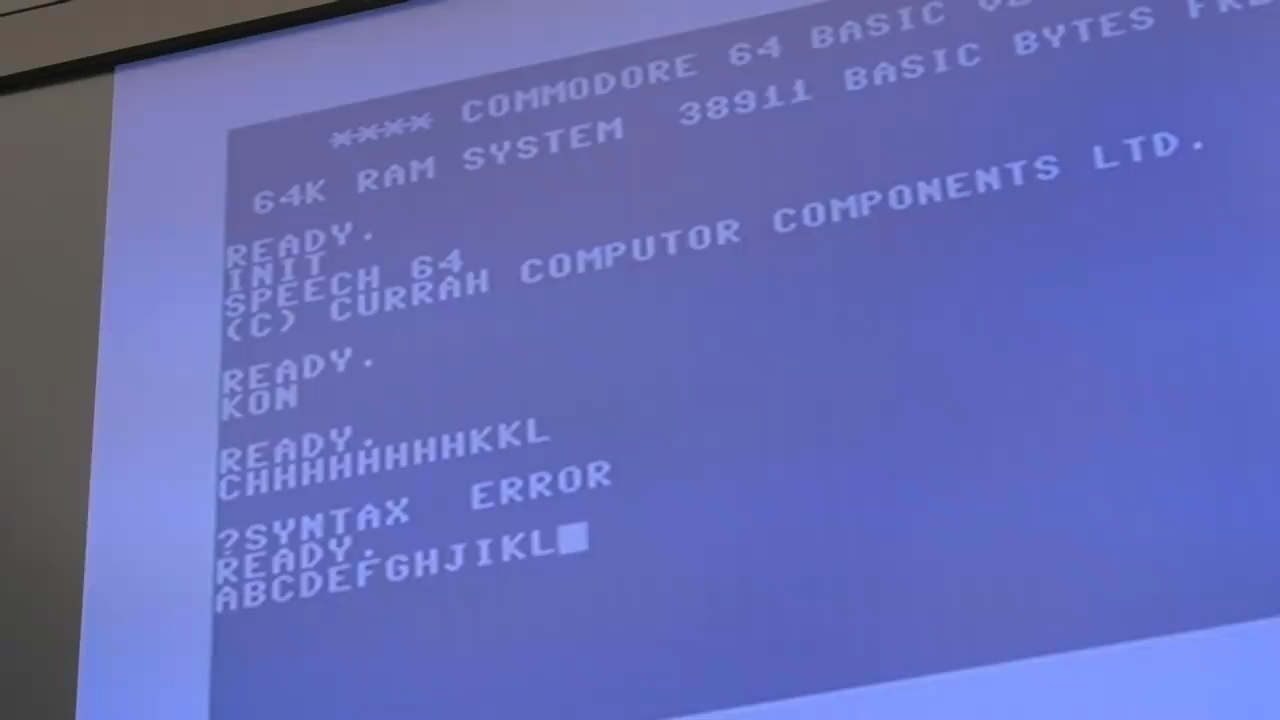 **** COMMODORE 64 BASIC
64K RAM SYSTEM 38911 BASIC BYTES
READY.
INIT
SPEECH 64
(C) CURRAH COMPUTOR COMPONENTS LTD.
READY.
KON
READY.
CHHHHHHHHKKL
?SYNTAX ERROR
READY.
ABCDEFGHJIKL